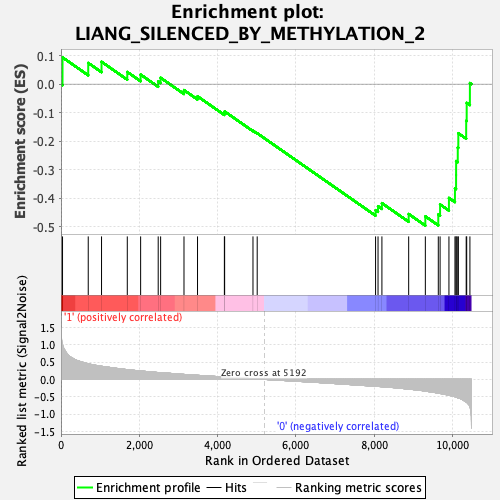 Enrichment plot:
LIANG_SILENCED_BY_METHYLATION_2
Enrichment score (ES)
0.1
0.0
-0.1
-0.2
-0.3
-0.4
-0.5
'1' (positively correlated)
Ranked list metric (Signal2Noise)
1.5
1.0
0.5
0.0
-0.5
-1.0
-1.5
Zero cross at 5192
'0' (negatively correlated)
0 2,000 4,000 6,000 8,000 10,000
Rank in Ordered Dataset
Enrichment profile Hits Ranking metric scores